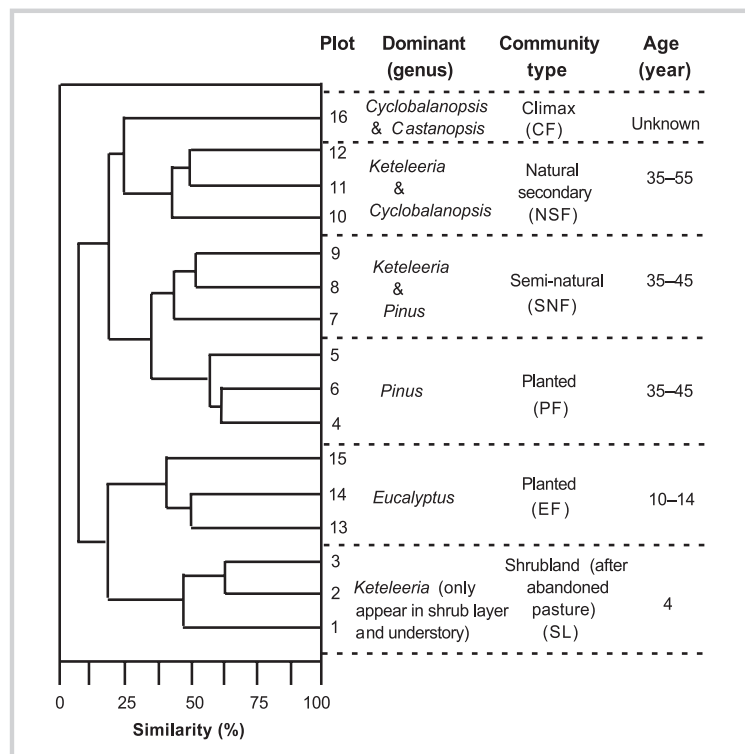 Plot Dominant (genus) Community type Age (year)
16 Cyclobalanopsis & Castanopsis Climax (CF) Unknown
12
11 Keteleeria & Cyclobalanopsis Natural secondary (NSF) 35–55
10
9
8 Keteleeria & Pinus Semi-natural (SNF) 35–45
7
5
6 Pinus Planted (PF) 35–45
4
15
14 Eucalyptus Planted (EF) 10–14
13
3
2 Keteleeria (only appear in shrub layer and understory) Shrubland (after abandoned pasture) (SL) 4
1
0 25 50 75 100
Similarity (%)